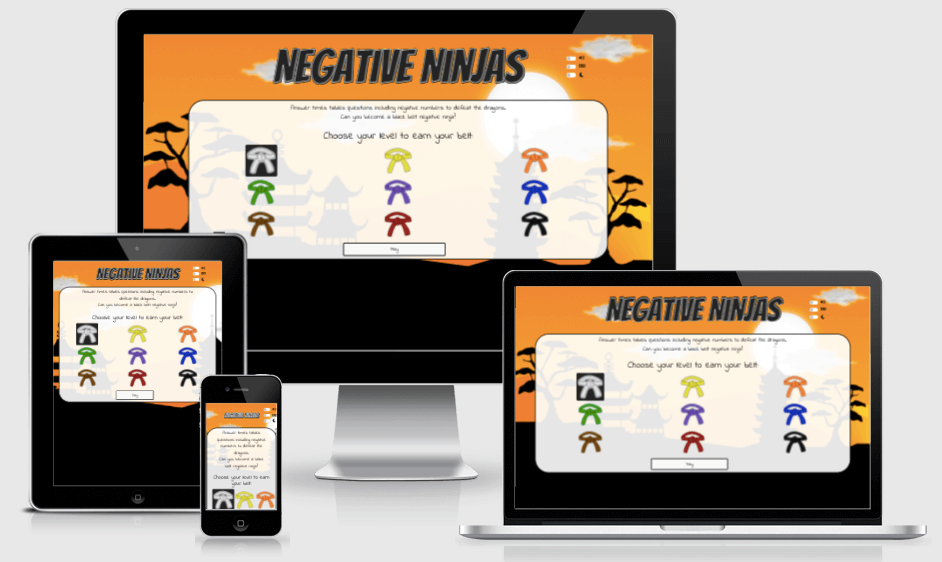 NEGATIVE NINJAS
Answer times tables questions including negative numbers to defeat the dragons.
Can you become a black belt negative ninja?
Choose your level to earn your belt:
Play
NEGATIVE NINJAS
Answer times tables questions including negative numbers to
defeat the dragons.
Can you become a black belt negative ninja?
Choose your level to earn your belt:
Play
NEGATIVE NINJAS
Answer times tables
questions including negative
numbers to defeat the
dragons.
Can you become a black
belt negative ninja?
Choose your level to earn
your belt:
NEGATIVE NINJAS
Answer times tables questions including negative numbers to defeat the dragons.
Can you become a black belt negative ninja?
Choose your level to earn your belt:
Play